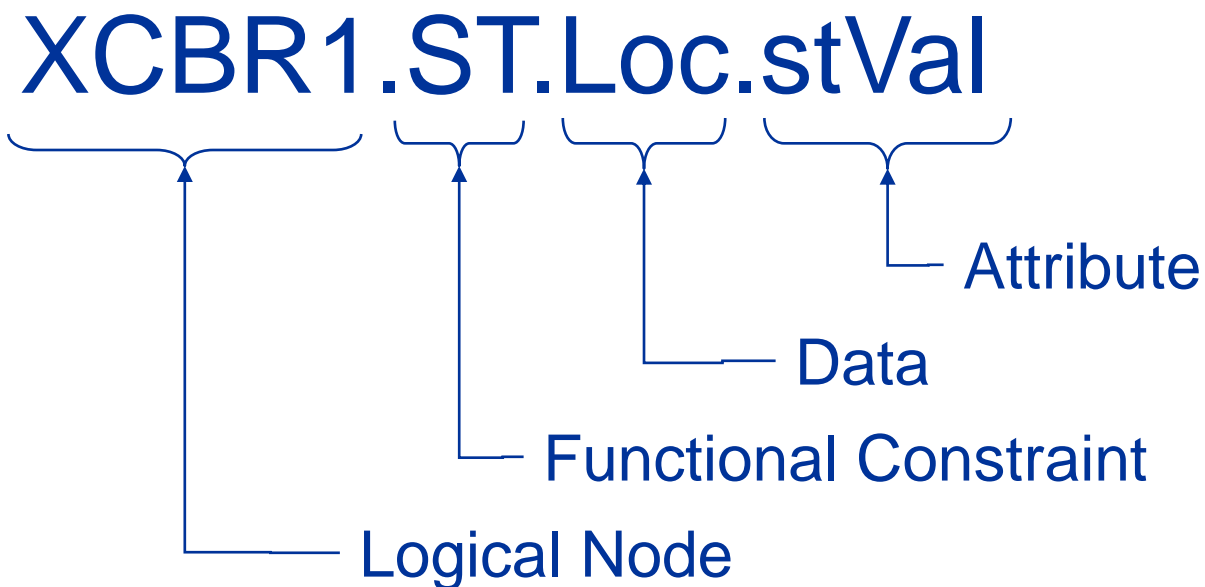 XCBR1.ST.Loc.stVal
Attribute
Data
Functional Constraint
Logical Node